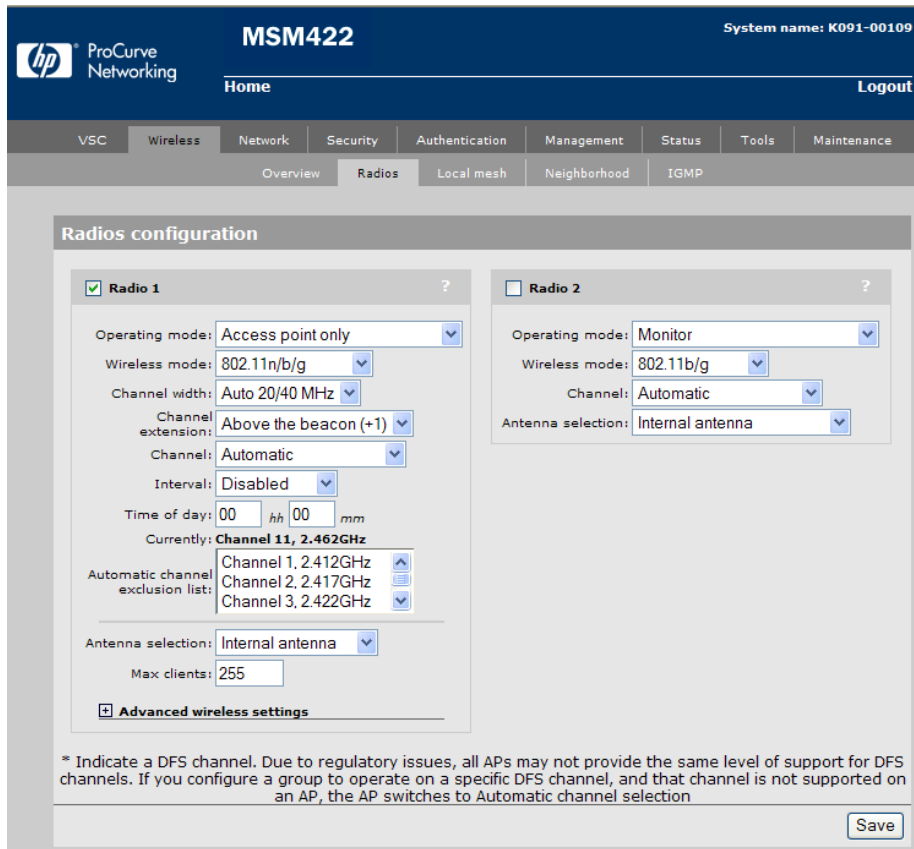 System name: K091-00109
MSM422
hp ProCurve
Networking
Home
Logout
VSC Wireless Network Security Authentication Management Status Tools Maintenance
Overview Radios Local mesh Neighborhood IGMP
Radios configuration
Radio 1 ?
Operating mode: Access point only
Wireless mode: 802.11n/b/g
Channel width: Auto 20/40 MHz
Channel
extension: Above the beacon (+1)
Channel: Automatic
Interval: Disabled
Time of day: 00 hh 00 mm
Currently: Channel 11, 2.462GHz
Automatic channel
exclusion list:
Channel 1, 2.412GHz
Channel 2, 2.417GHz
Channel 3, 2.422GHz
Antenna selection: Internal antenna
Max clients: 255
+ Advanced wireless settings
Radio 2 ?
Operating mode: Monitor
Wireless mode: 802.11b/g
Channel: Automatic
Antenna selection: Internal antenna
* Indicate a DFS channel. Due to regulatory issues, all APs may not provide the same level of support for DFS
channels. If you configure a group to operate on a specific DFS channel, and that channel is not supported on
an AP, the AP switches to Automatic channel selection
Save